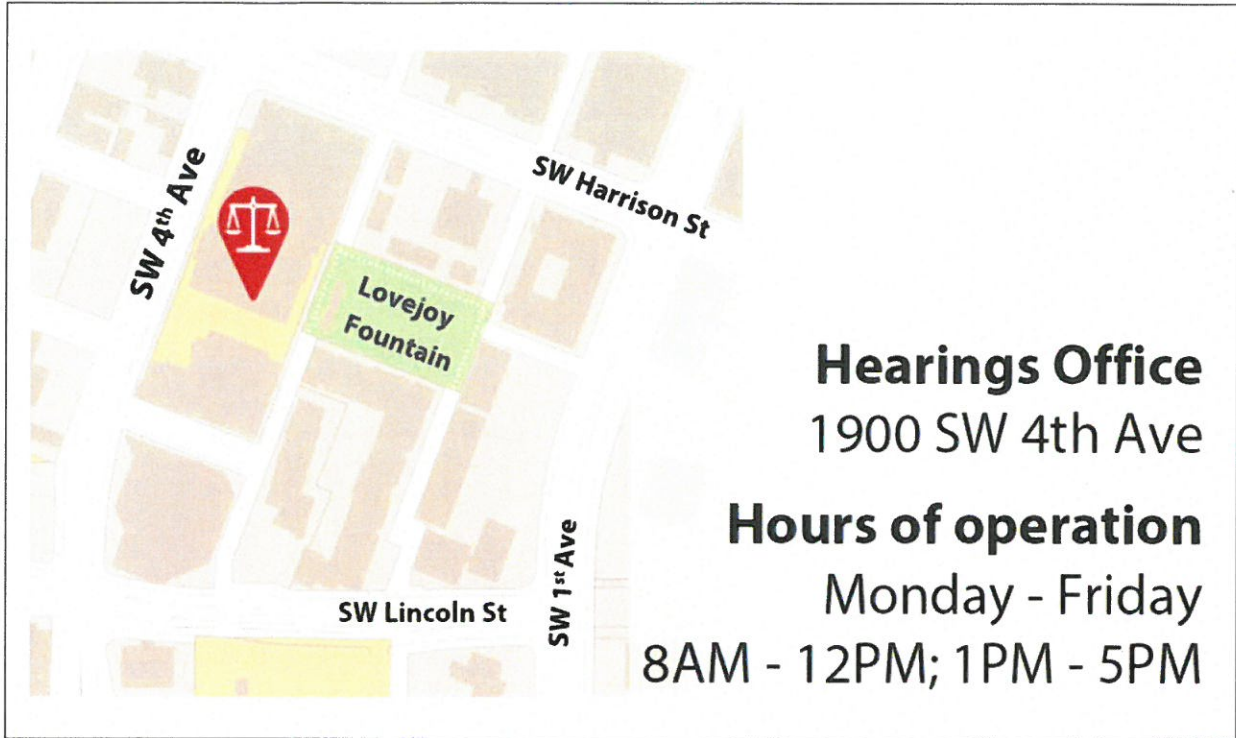 SW 4th Ave
SW Harrison St
Lovejoy
Fountain
SW Lincoln St
SW 1st Ave
Hearings Office
1900 SW 4th Ave
Hours of operation
Monday - Friday
8AM - 12PM; 1PM - 5PM